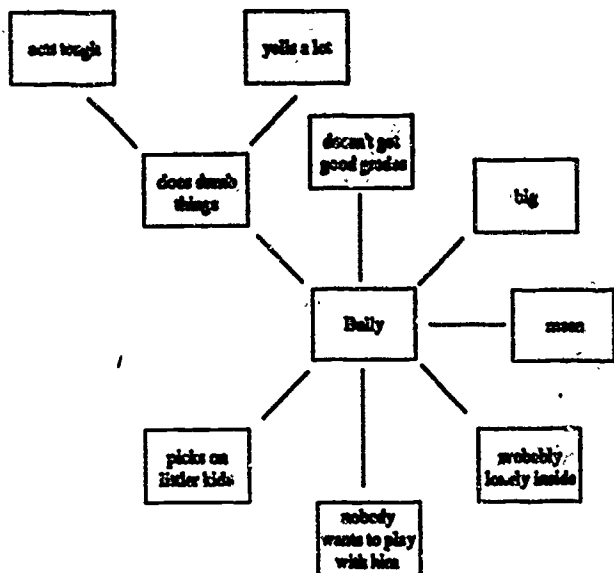 acts tough
yells a lot
doesn't get
good grades
does dumb
things
big
Bully
mean
picks on
littler kids
probably
lonely inside
nobody
wants to play
with him